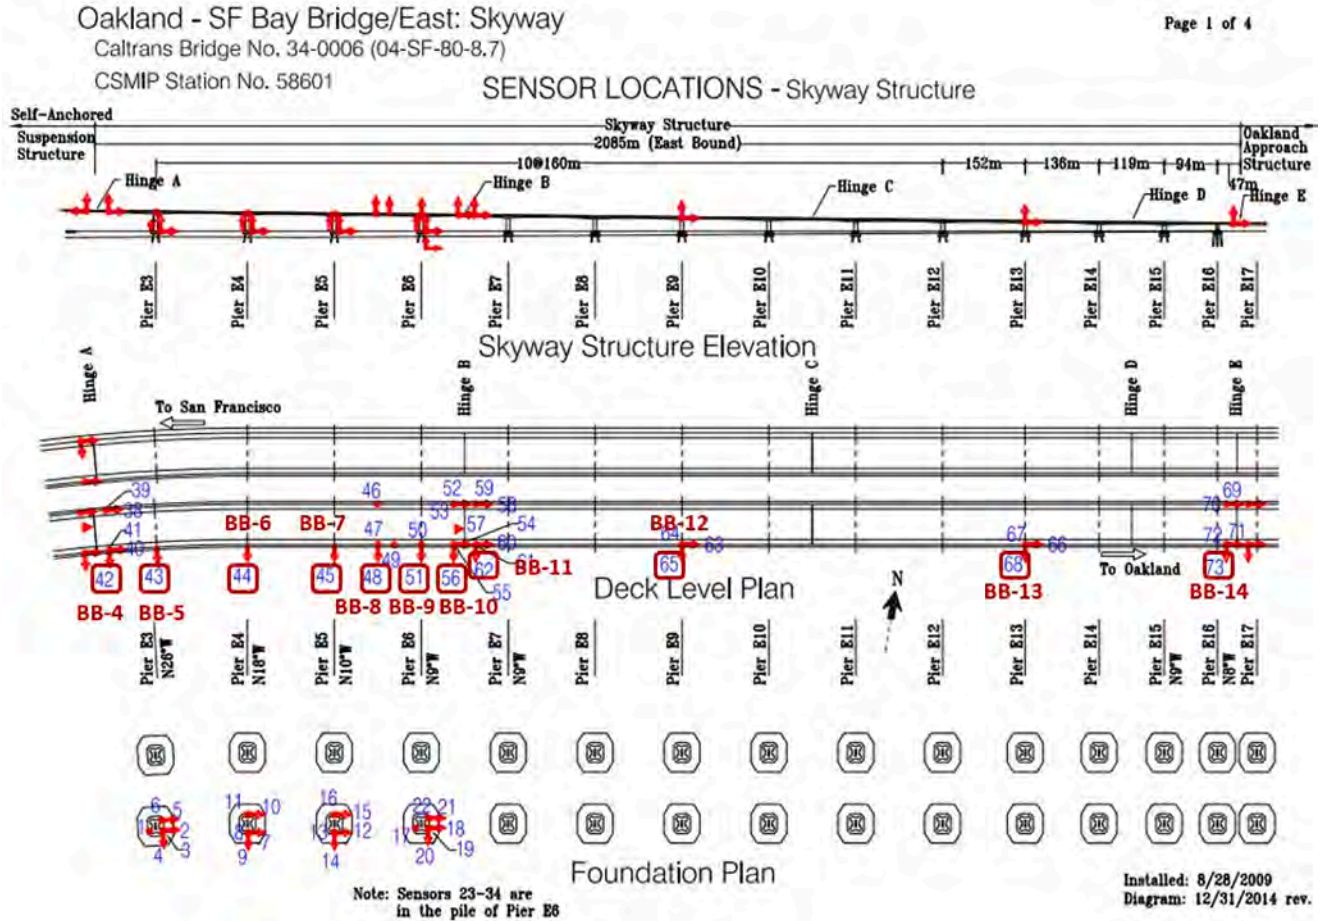 Oakland - SF Bay Bridge/East: Skyway
Page 1 of 4
Caltrans Bridge No. 34-0006 (04-SF-80-8.7)
CSMIP Station No. 58601
SENSOR LOCATIONS - Skyway Structure
Self-Anchored
Suspension
Structure
Skyway Structure
2085m (East Bound)
Oakland
Approach
Structure
10@160m
152m
136m
119m
94m
47m
Hinge A
Hinge B
Hinge C
Hinge D
Hinge E
Pier E3
Pier E4
Pier E5
Pier E6
Pier E7
Pier E8
Pier E9
Pier E10
Pier E11
Pier E12
Pier E13
Pier E14
Pier E15
Pier E16
Pier E17
Skyway Structure Elevation
Hinge A
Hinge B
Hinge C
Hinge D
Hinge E
To San Francisco
39
38
46
52
59
58
53
69
70
41
40
BB-6
BB-7
47
50
57
54
BB-12
64
63
67
66
72
71
49
60
61
BB-11
42
43
44
45
48
51
56
62
55
65
68
73
To Oakland
BB-4
BB-5
BB-8
BB-9
BB-10
Deck Level Plan
N
BB-13
BB-14
Pier E3
N26°W
Pier E4
N18°W
Pier E5
N10°W
Pier E6
N9°W
Pier E7
N9°W
Pier E8
Pier E9
Pier E10
Pier E11
Pier E12
Pier E13
Pier E14
Pier E15
N9°W
Pier E16
N8°W
Pier E17
6
5
1
2
3
4
11
10
8
7
9
16
15
13
12
14
22
21
17
18
19
20
Foundation Plan
Note: Sensors 23-34 are
in the pile of Pier E6
Installed: 8/28/2009
Diagram: 12/31/2014 rev.